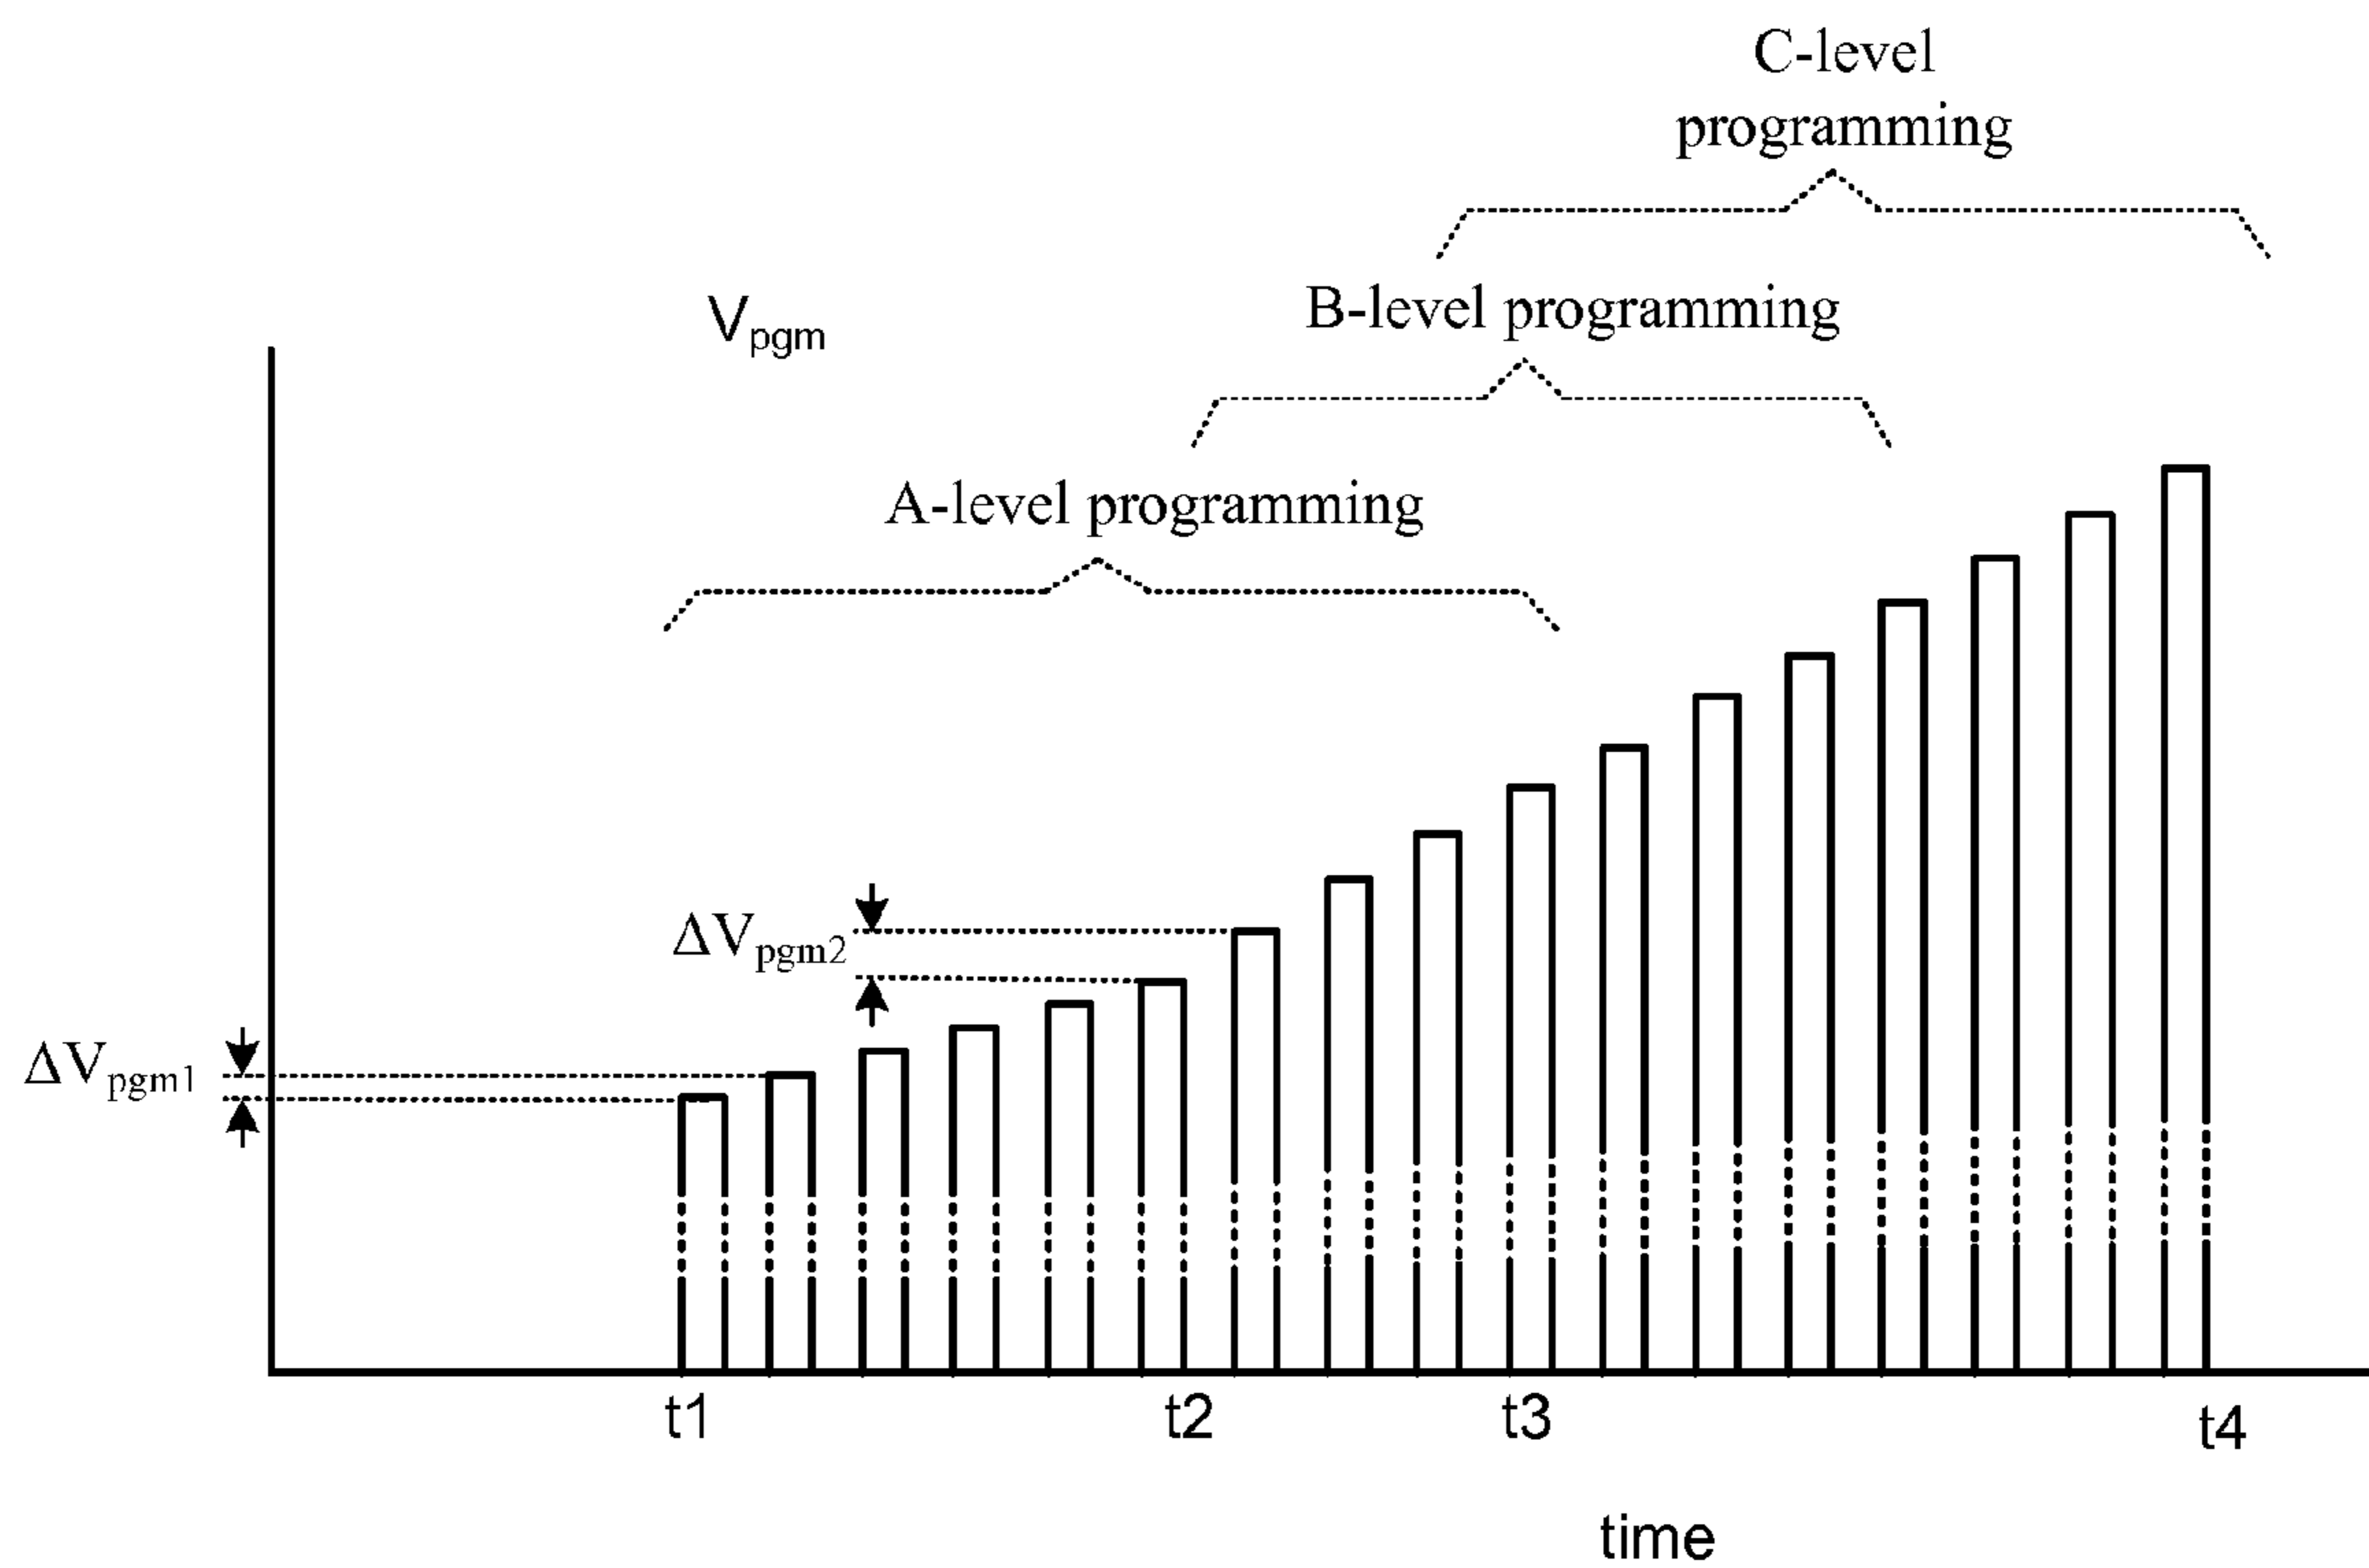 C-level
programming
B-level programming
Vpgm
A-level programming
ΔVpgm2
ΔVpgm1
t1 t2 t3 t4
time